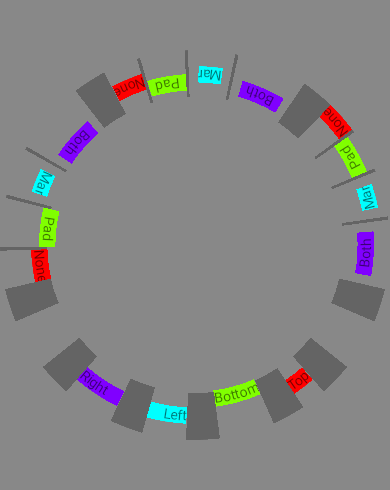 None
Pad
Mar
Both
None
Pad
Mar
Both
None
Pad
Mar
Both
Right
Left
Bottom
Top